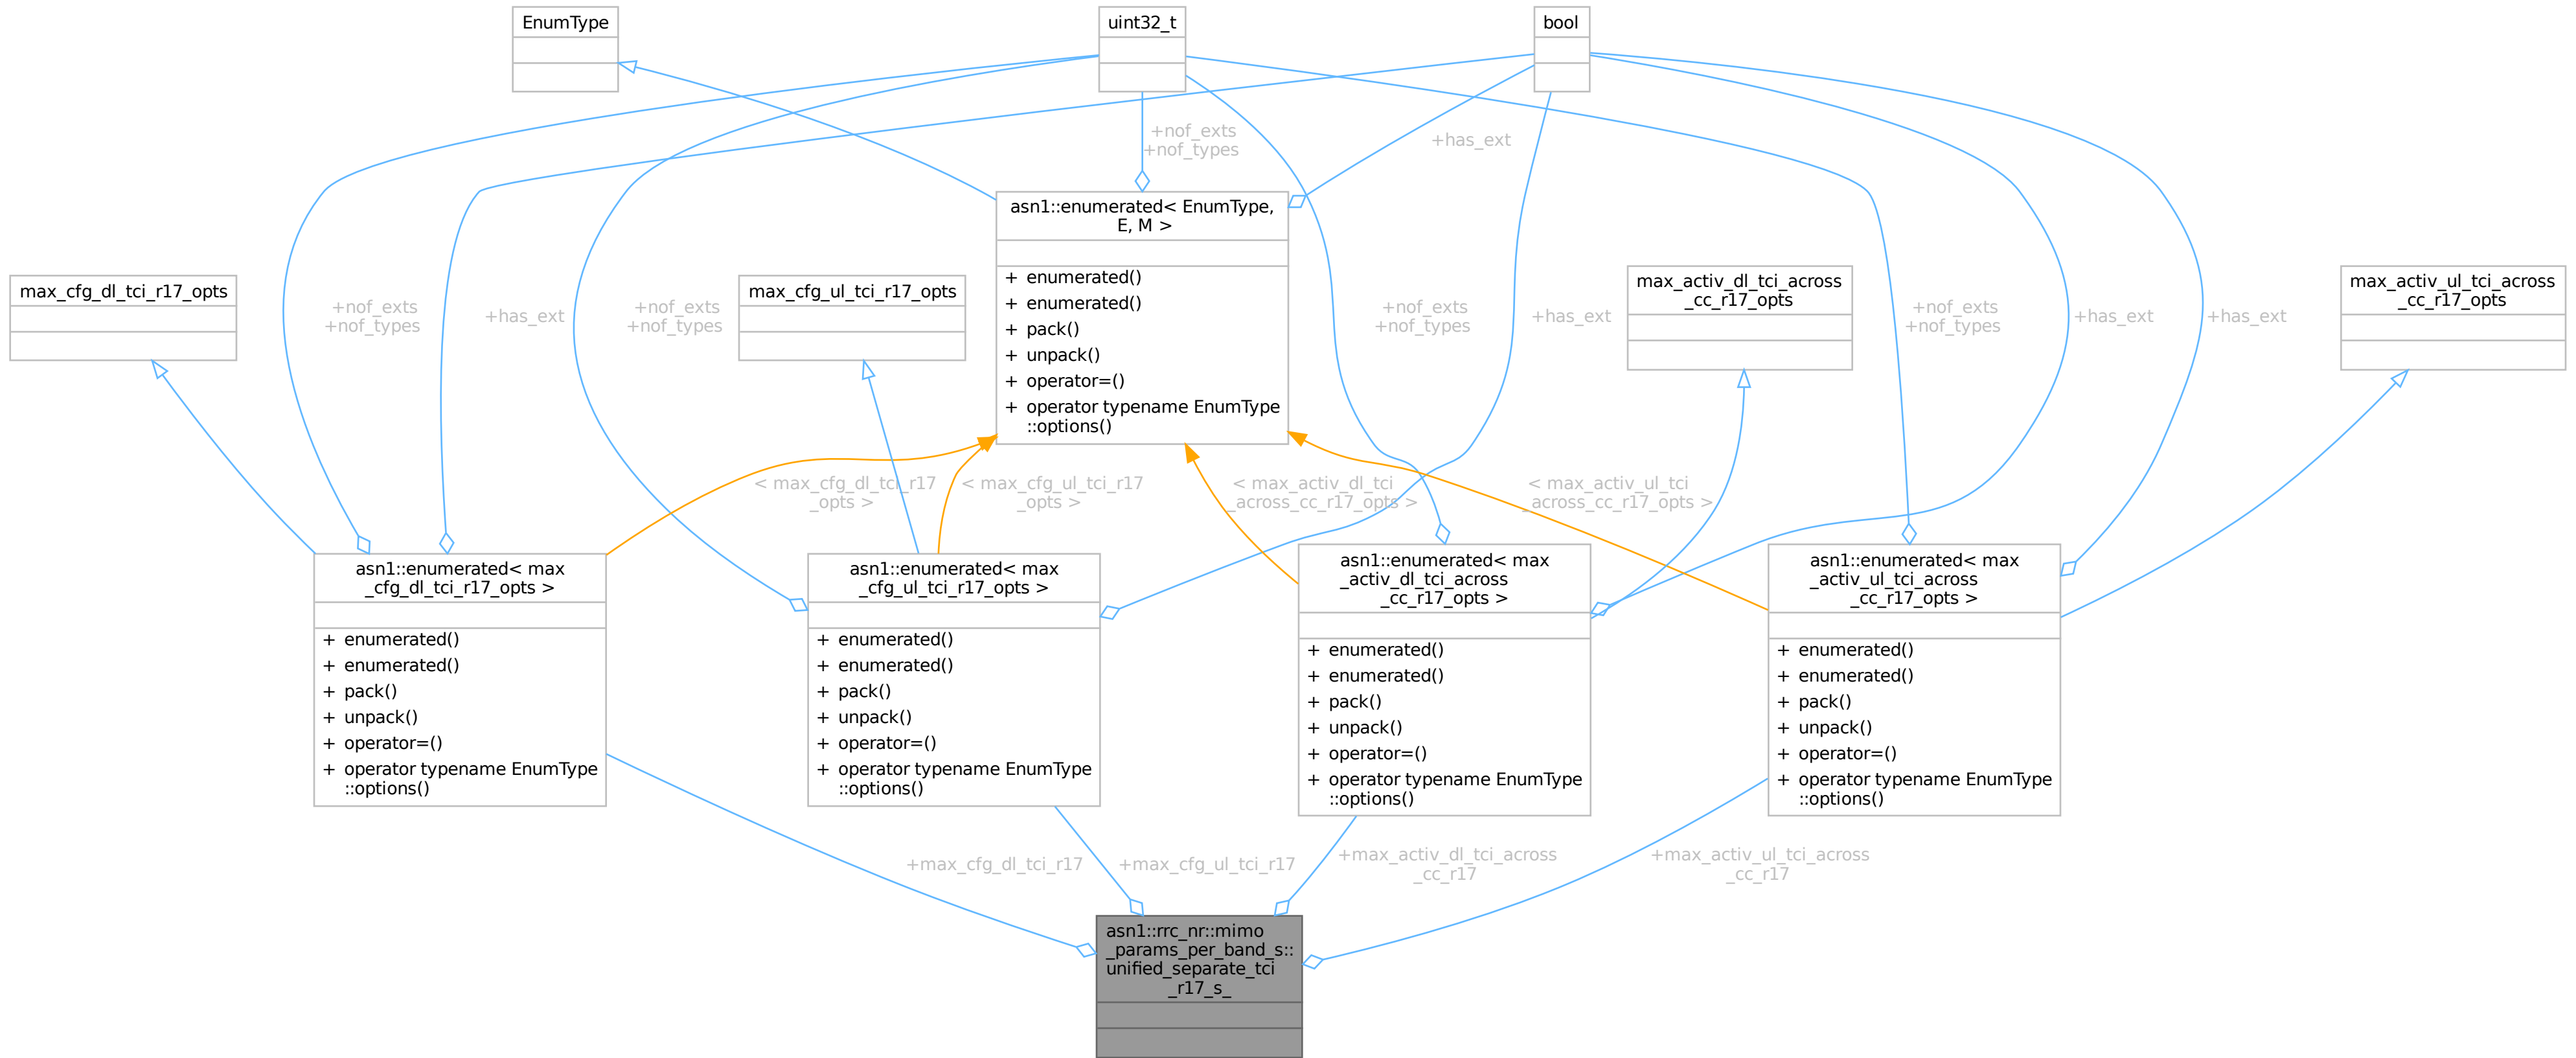 EnumType
uint32_t
bool
+nof_exts
+nof_types
+has_ext
asn1::enumerated< EnumType,
E, M >
+ enumerated()
+ enumerated()
+ pack()
+ unpack()
+ operator=()
+ operator typename EnumType
::options()
max_cfg_dl_tci_r17_opts
max_cfg_ul_tci_r17_opts
max_activ_dl_tci_across
_cc_r17_opts
max_activ_ul_tci_across
_cc_r17_opts
+nof_exts
+nof_types
+has_ext
+nof_exts
+nof_types
+nof_exts
+nof_types
+has_ext
+nof_exts
+nof_types
+has_ext
+has_ext
< max_cfg_dl_tci_r17
_opts >
< max_cfg_ul_tci_r17
_opts >
< max_activ_dl_tci
_across_cc_r17_opts >
< max_activ_ul_tci
_across_cc_r17_opts >
asn1::enumerated< max
_cfg_dl_tci_r17_opts >
+ enumerated()
+ enumerated()
+ pack()
+ unpack()
+ operator=()
+ operator typename EnumType
::options()
asn1::enumerated< max
_cfg_ul_tci_r17_opts >
+ enumerated()
+ enumerated()
+ pack()
+ unpack()
+ operator=()
+ operator typename EnumType
::options()
asn1::enumerated< max
_activ_dl_tci_across
_cc_r17_opts >
+ enumerated()
+ enumerated()
+ pack()
+ unpack()
+ operator=()
+ operator typename EnumType
::options()
asn1::enumerated< max
_activ_ul_tci_across
_cc_r17_opts >
+ enumerated()
+ enumerated()
+ pack()
+ unpack()
+ operator=()
+ operator typename EnumType
::options()
+max_cfg_dl_tci_r17
+max_cfg_ul_tci_r17
+max_activ_dl_tci_across
_cc_r17
+max_activ_ul_tci_across
_cc_r17
asn1::rrc_nr::mimo
_params_per_band_s::
unified_separate_tci
_r17_s_